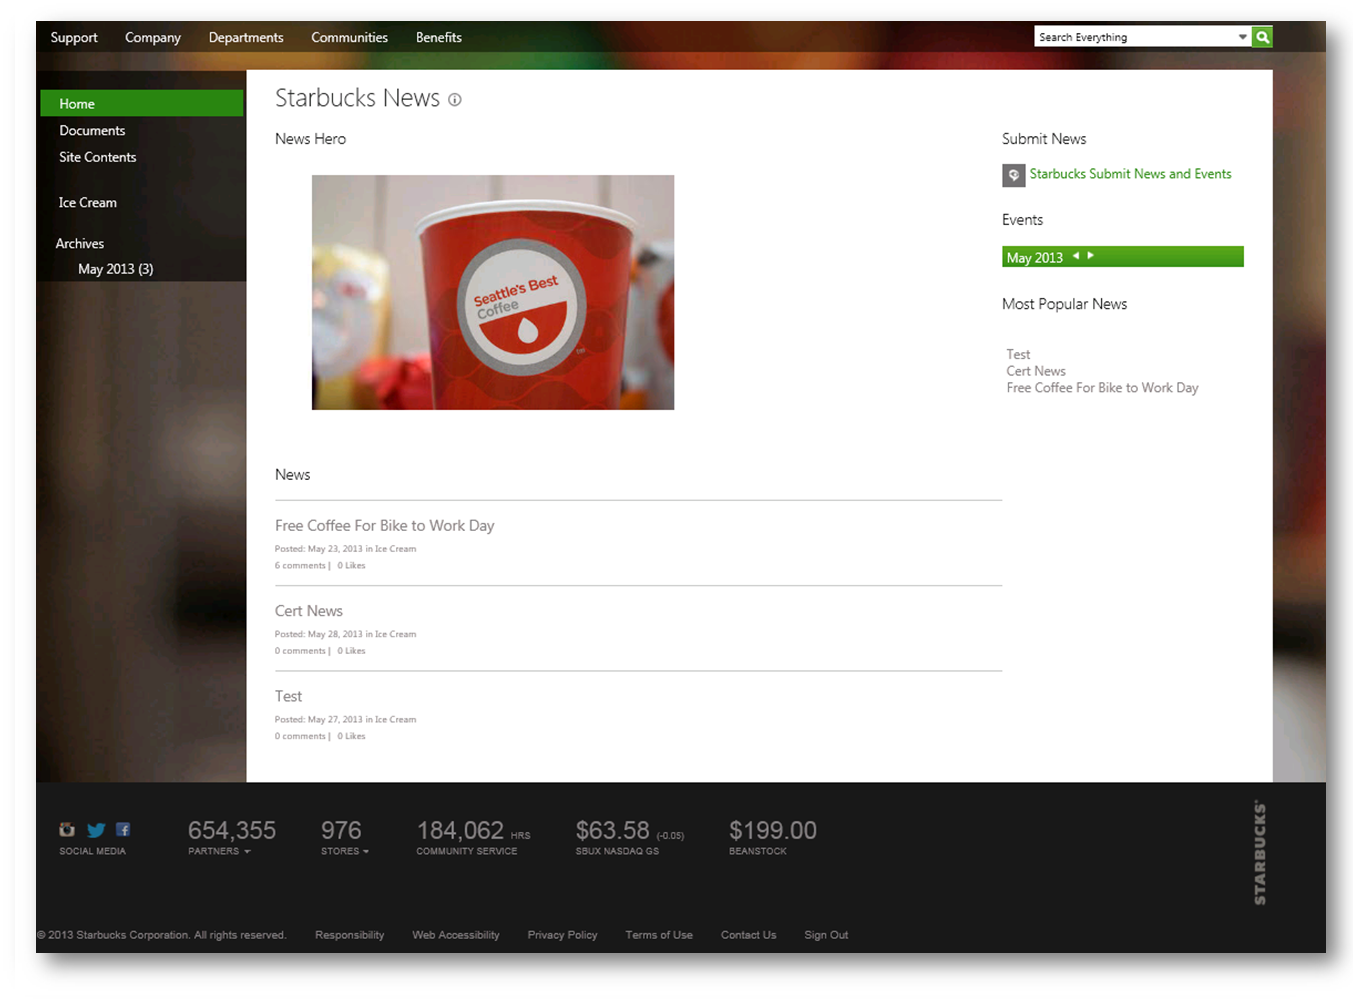 Support Company Departments Communities Benefits
Search Everything
Home
Documents
Site Contents
Ice Cream
Archives
May 2013 (3)
Starbucks News
News Hero
Seattle's Best
Coffee
TM
Submit News
Starbucks Submit News and Events
Events
May 2013
Most Popular News
Test
Cert News
Free Coffee For Bike to Work Day
News
Free Coffee For Bike to Work Day
Posted: May 23, 2013 in Ice Cream
6 comments | 0 Likes
Cert News
Posted: May 28, 2013 in Ice Cream
0 comments | 0 Likes
Test
Posted: May 27, 2013 in Ice Cream
0 comments | 0 Likes
SOCIAL MEDIA
654,355
PARTNERS
976
STORES
184,062 HRS
COMMUNITY SERVICE
$63.58 (-0.05)
SBUX NASDAQ GS
$199.00
BEANSTOCK
STARBUCKS®
© 2013 Starbucks Corporation. All rights reserved. Responsibility Web Accessibility Privacy Policy Terms of Use Contact Us Sign Out